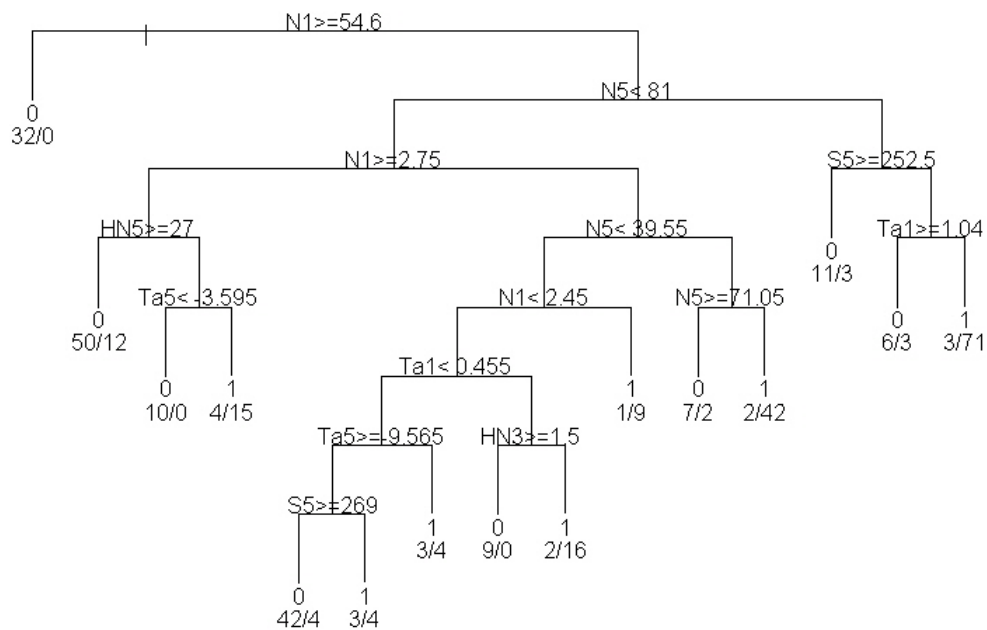 N1>=54.6
N5< 81
0
32/0
N1>=2.75
S5>=252.5
HN5>=27
N5< 39.55
Ta1>=1.04
0
11/3
Ta5< -3.595
N1< 2.45
N5>=71.05
0
50/12
0
6/3
1
3/71
Ta1< 0.455
0
10/0
1
4/15
1
1/9
0
7/2
1
2/42
Ta5>=-9.565
HN3>=1.5
S5>=269
1
3/4
0
9/0
1
2/16
0
42/4
1
3/4